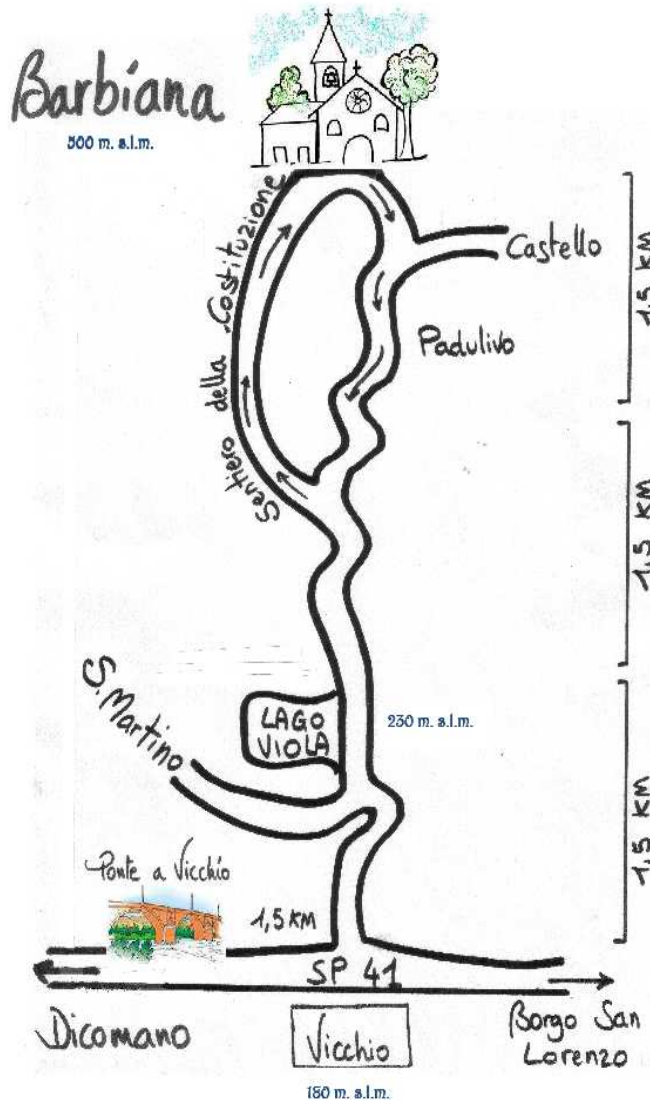 Barbiana
500 m. s.l.m.
Sentiero della Costituzione
Castello
1,5 KM
Padulivo
1,5 KM
S. Martino
LAGO
VIOLA
230 m. s.l.m.
1,5 KM
Ponte a Vicchio
1,5 KM
SP 41
Dicomano
Vicchio
Borgo San
Lorenzo
180 m. s.l.m.